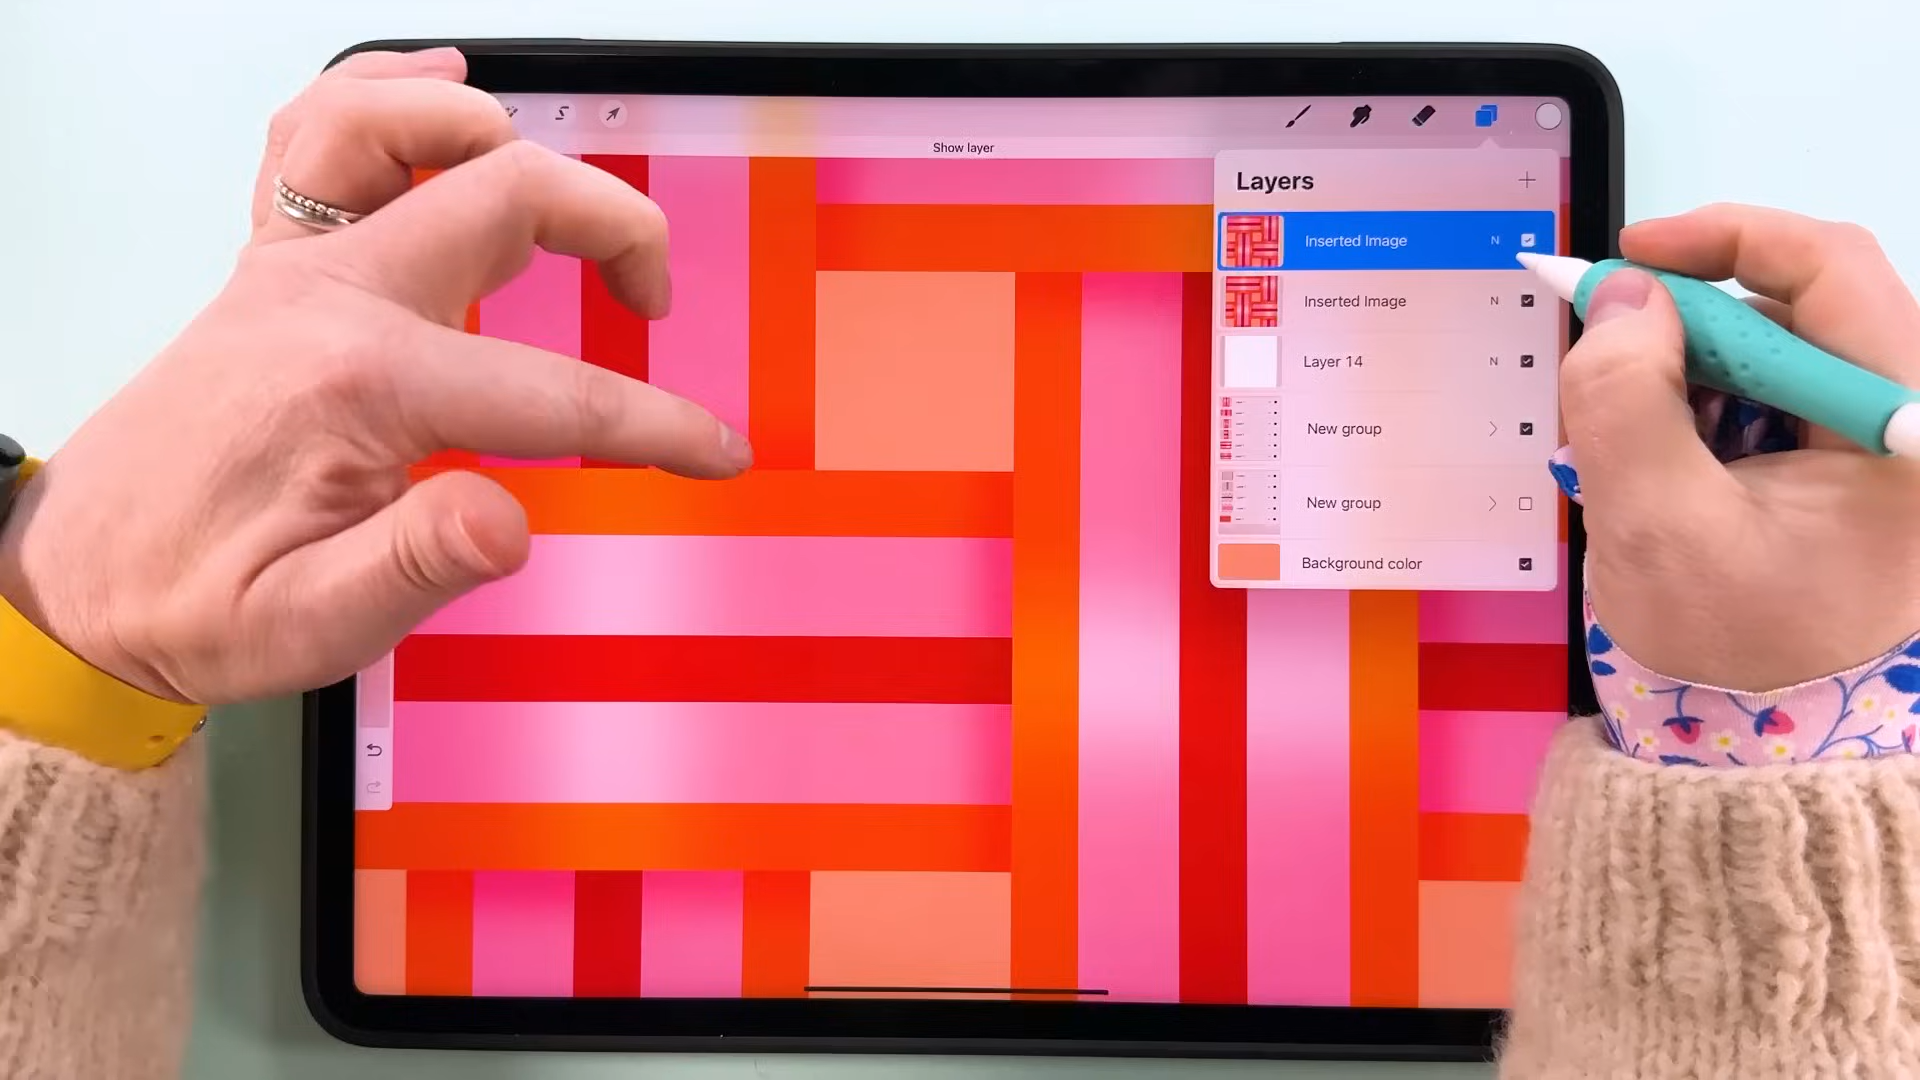 Show layer
Layers
Inserted Image N
Inserted Image N
Layer 14 N
New group
New group
Background color